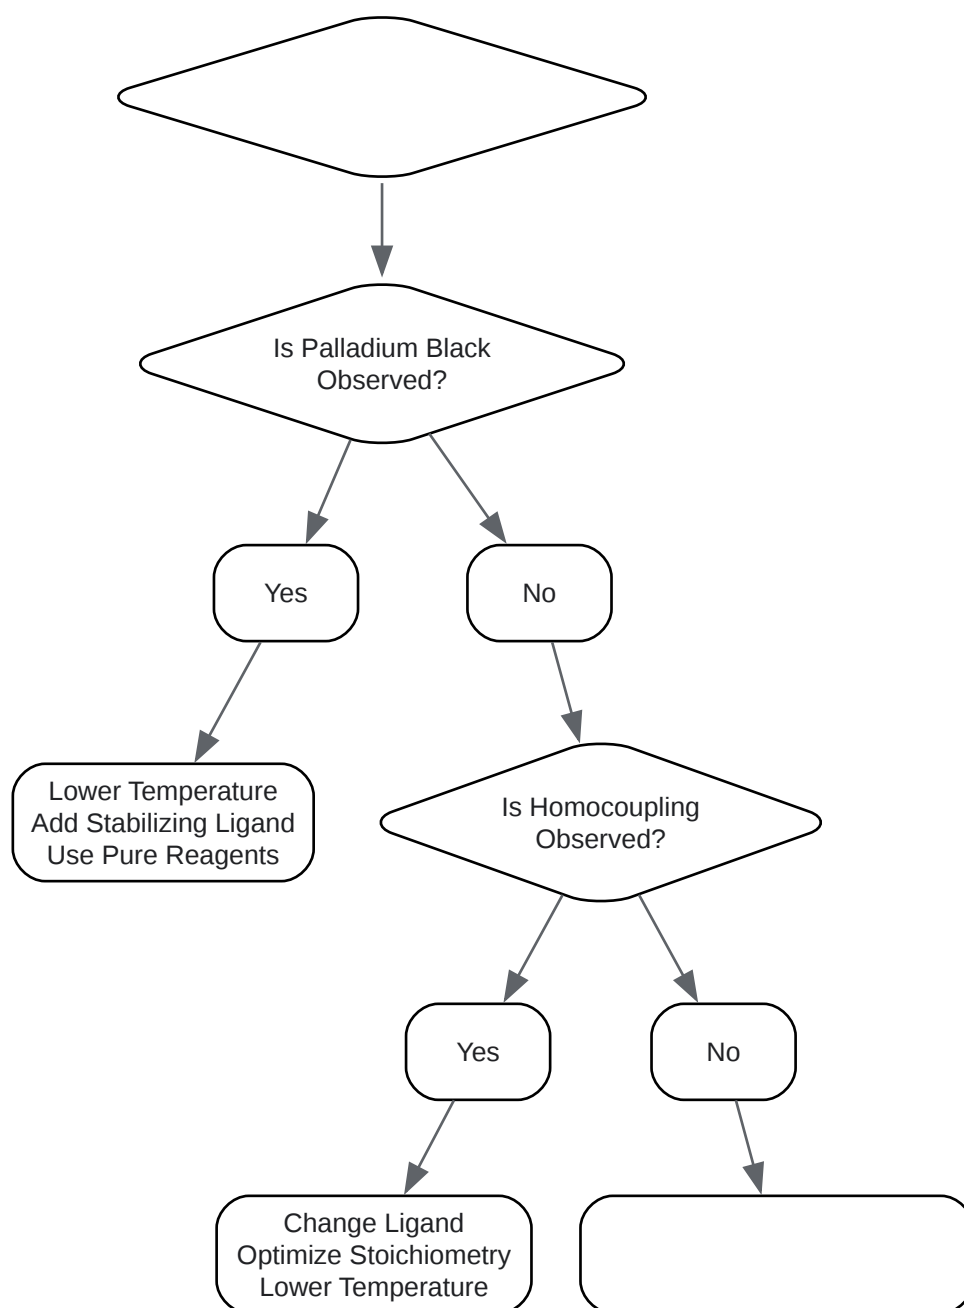 Is Palladium Black
Observed?
Yes
No
Lower Temperature
Add Stabilizing Ligand
Use Pure Reagents
Is Homocoupling
Observed?
Yes
No
Change Ligand
Optimize Stoichiometry
Lower Temperature